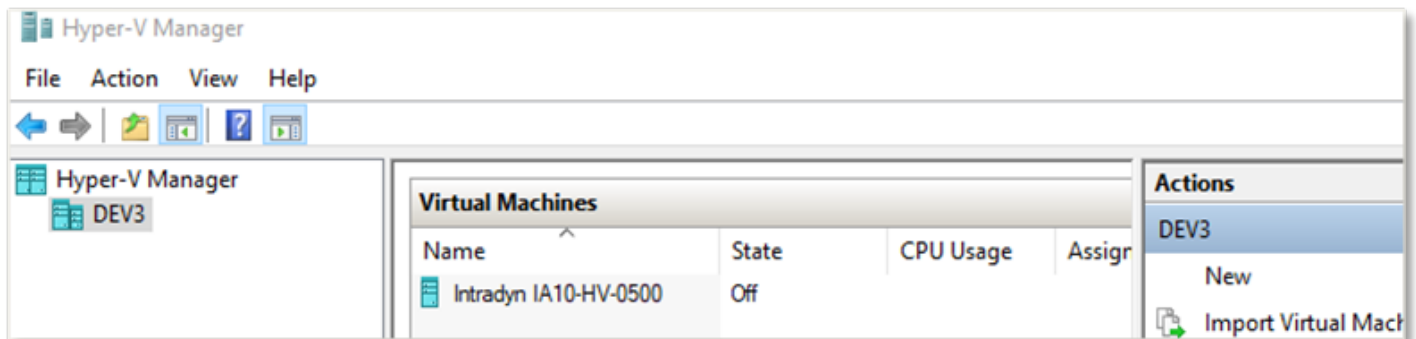 Hyper-V Manager
File Action View Help
Hyper-V Manager
DEV3
Virtual Machines
Name State CPU Usage Assign
Intradyn IA10-HV-0500 Off
Actions
DEV3
New
Import Virtual Mach